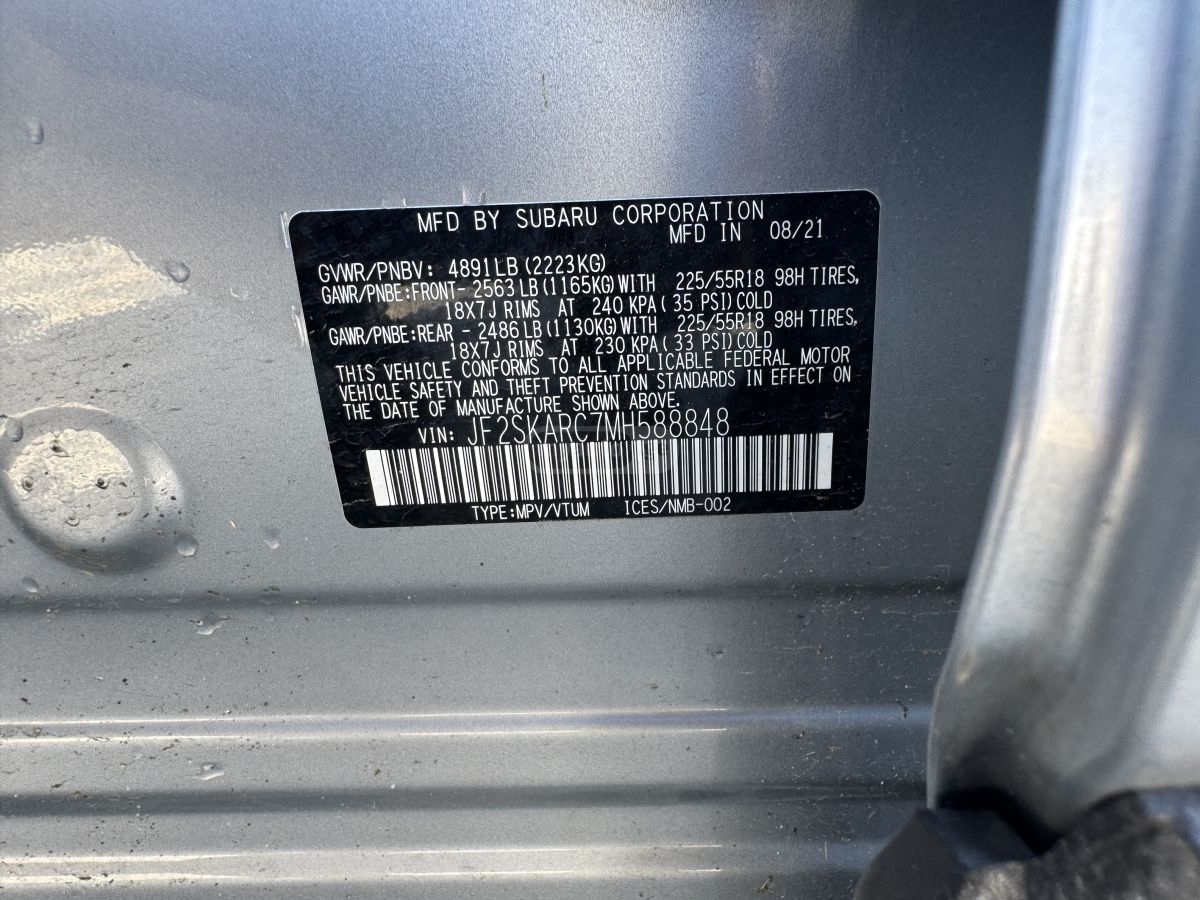 MFD BY SUBARU CORPORATION
MFD IN 08/21
GVWR/PNBV: 4891LB (2223KG)
GAWR/PNBE:FRONT- 2563LB (1165KG) WITH 225/55R18 98H TIRES,
18X7J RIMS AT 240 KPA ( 35 PSI) COLD
GAWR/PNBE:REAR - 2486LB (1130KG) WITH 225/55R18 98H TIRES,
18X7J RIMS AT 230 KPA ( 33 PSI) COLD
THIS VEHICLE CONFORMS TO ALL APPLICABLE FEDERAL MOTOR
VEHICLE SAFETY AND THEFT PREVENTION STANDARDS IN EFFECT ON
THE DATE OF MANUFACTURE SHOWN ABOVE.
VIN: JF2SKARC7MH588848
TYPE:MPV/VTUM ICES/NMB-002